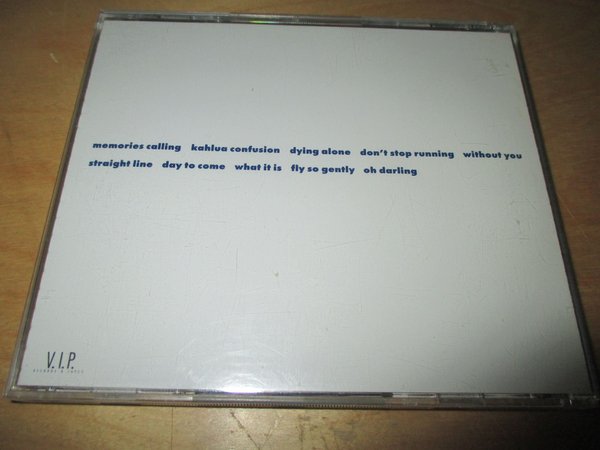 memories calling kahlua confusion dying alone don't stop running without you
straight line day to come what it is fly so gently oh darling
V.I.P.